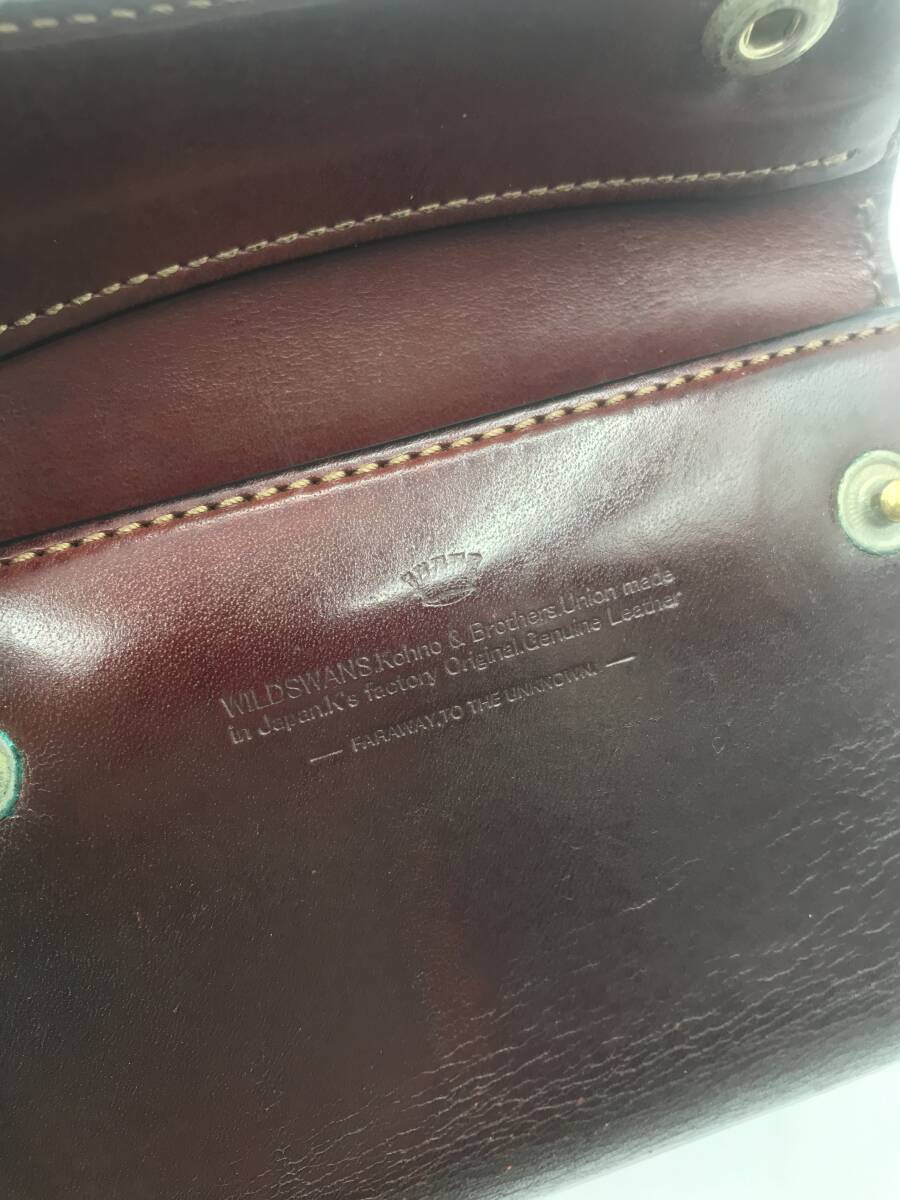 WILDSWANS.Kohno & Brothers.Union made
in Japan.K's factory Original.Genuine Leather
— FARAWAY,TO THE UNKNOWN. —